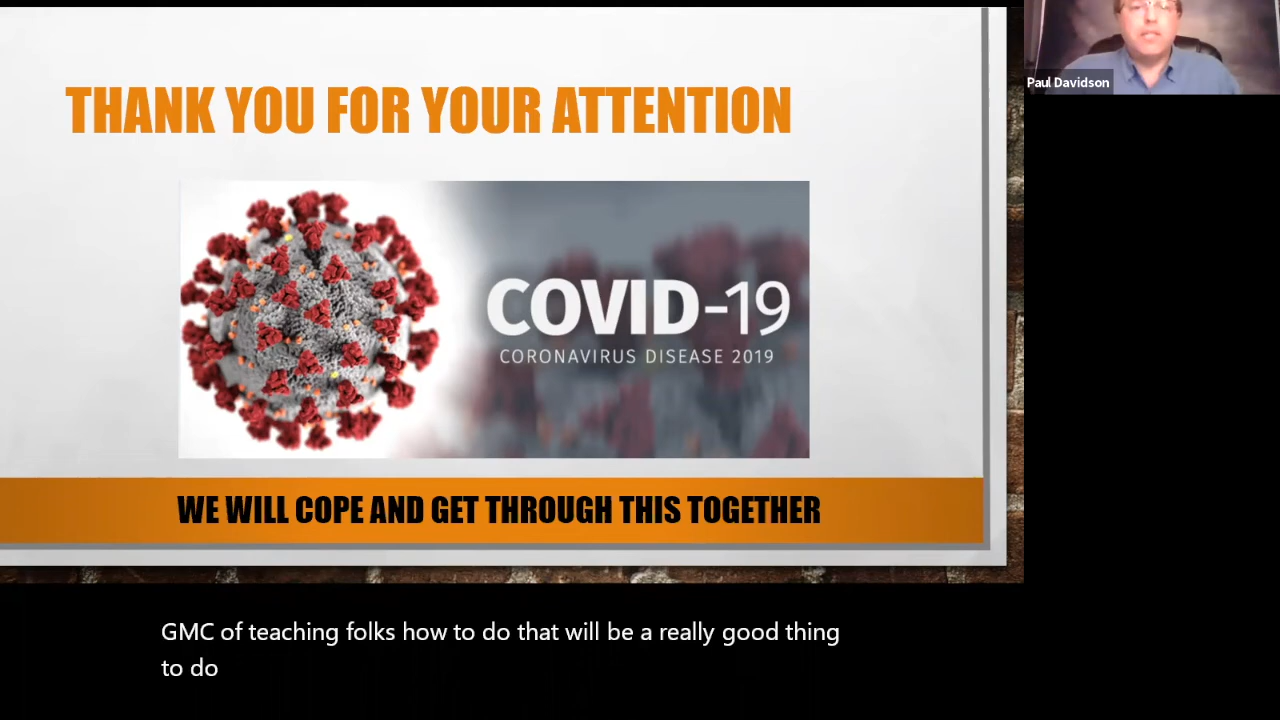 THANK YOU FOR YOUR ATTENTION
Paul Davidson
COVID-19
CORONAVIRUS DISEASE 2019
WE WILL COPE AND GET THROUGH THIS TOGETHER
GMC of teaching folks how to do that will be a really good thing
to do